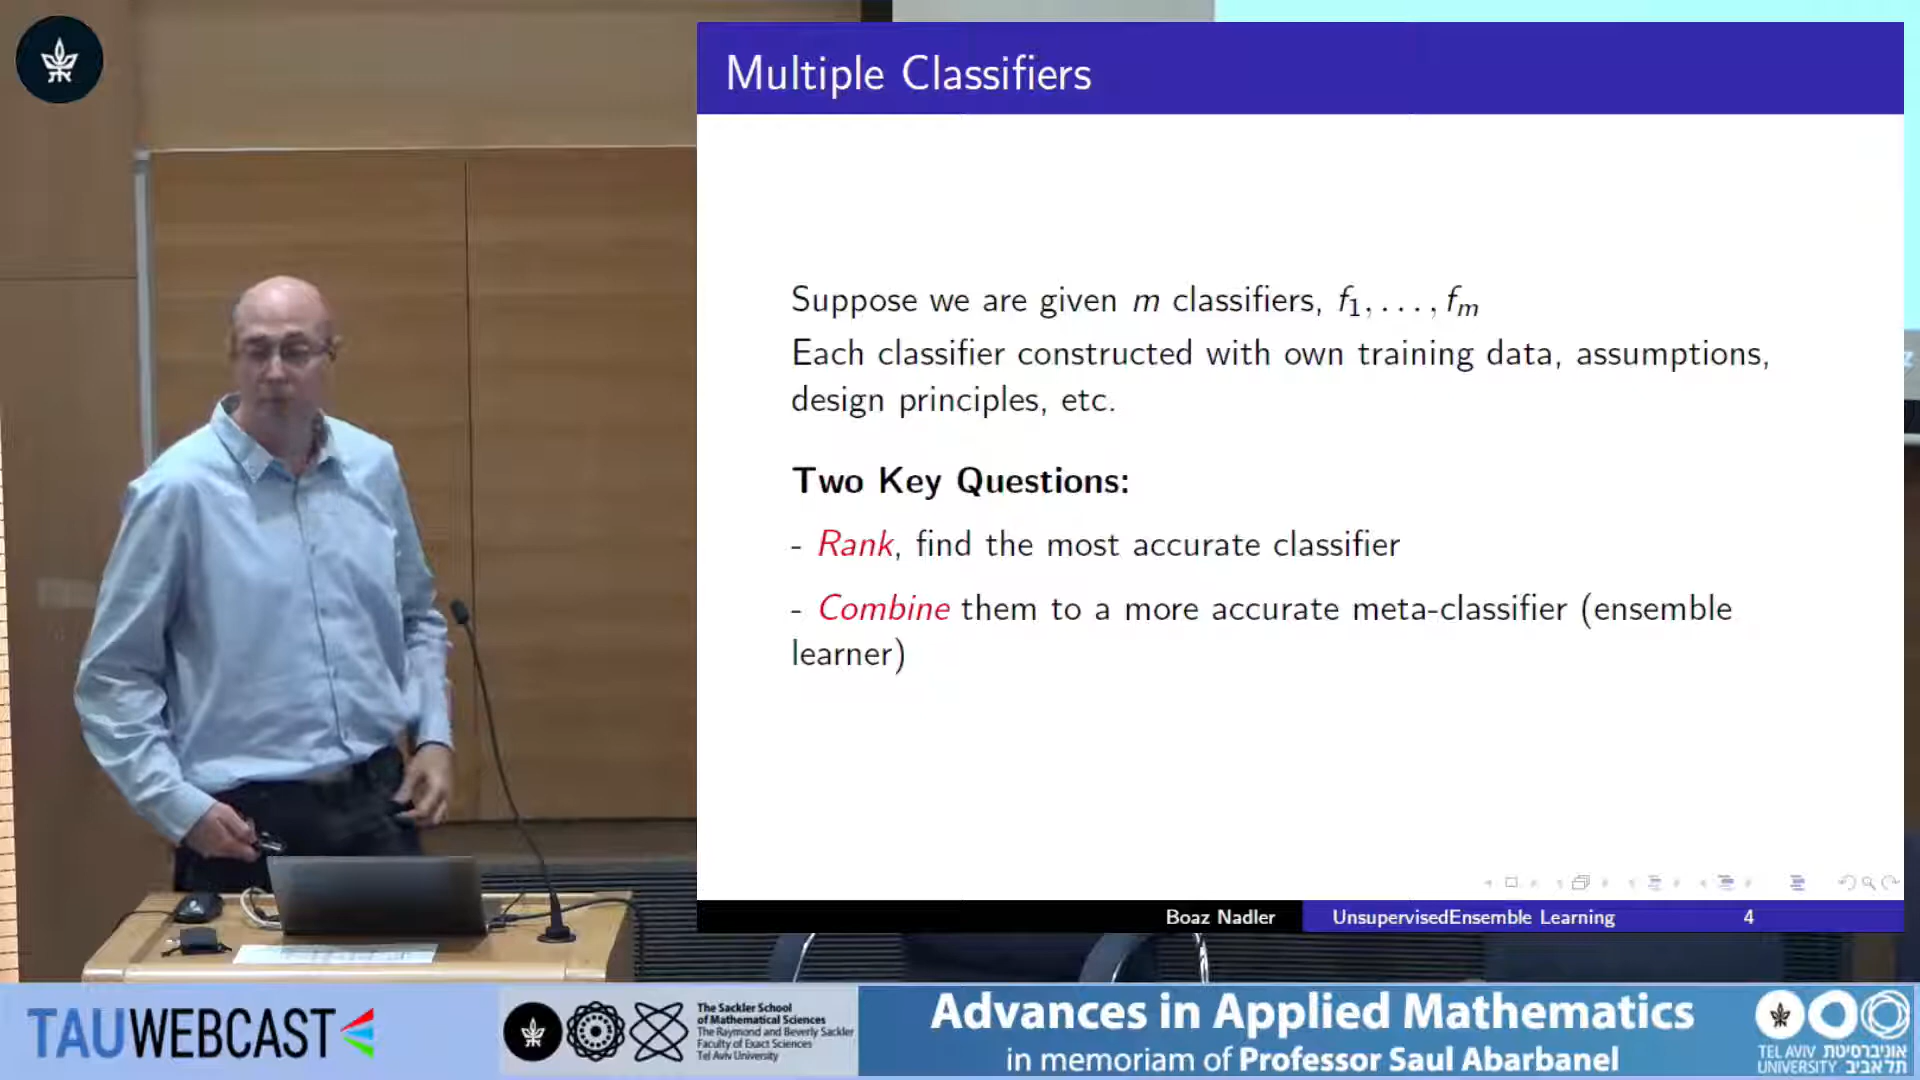 Multiple Classifiers
Suppose we are given m classifiers, f₁, . . . , fₘ
Each classifier constructed with own training data, assumptions,
design principles, etc.
Two Key Questions:
- Rank, find the most accurate classifier
- Combine them to a more accurate meta-classifier (ensemble
learner)
Boaz Nadler
UnsupervisedEnsemble Learning
4
TAUWEBCAST
The Sackler School
of Mathematical Sciences
The Raymond and Beverly Sackler
Faculty of Exact Sciences
Tel Aviv University
Advances in Applied Mathematics
in memoriam of Professor Saul Abarbanel
TEL AVIV אוניברסיטת
UNIVERSITY תל אביב